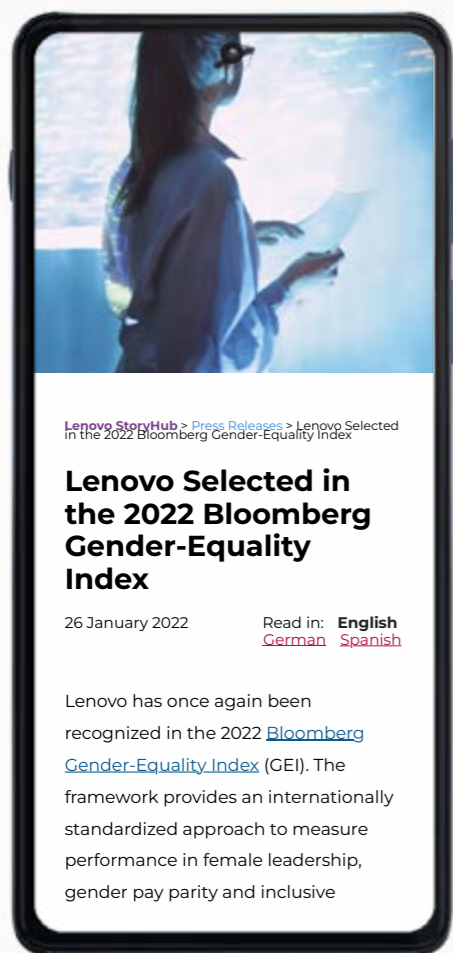 Lenovo StoryHub > Press Releases > Lenovo Selected
in the 2022 Bloomberg Gender-Equality Index
Lenovo Selected in
the 2022 Bloomberg
Gender-Equality
Index
26 January 2022
Read in: English
German Spanish
Lenovo has once again been
recognized in the 2022 Bloomberg
Gender-Equality Index (GEI). The
framework provides an internationally
standardized approach to measure
performance in female leadership,
gender pay parity and inclusive